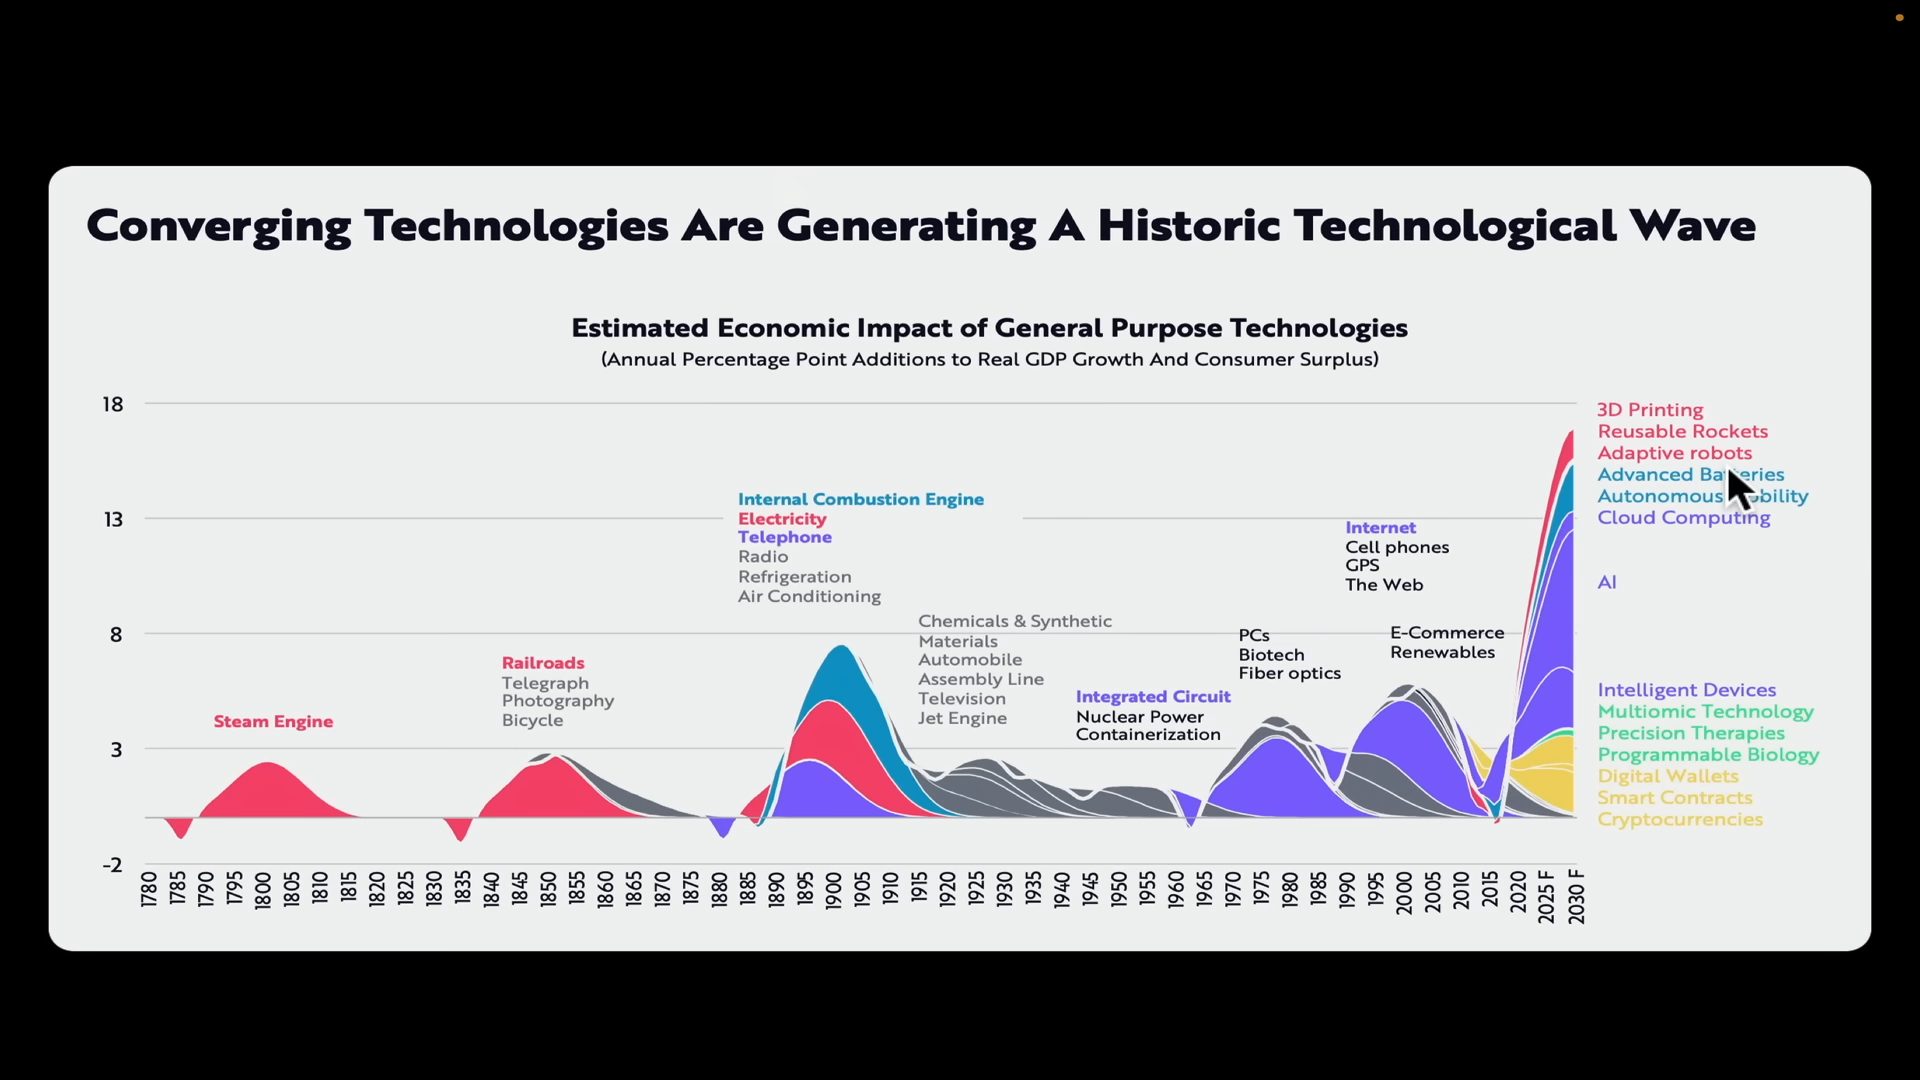 Converging Technologies Are Generating A Historic Technological Wave
Estimated Economic Impact of General Purpose Technologies
(Annual Percentage Point Additions to Real GDP Growth And Consumer Surplus)
18
13
8
3
-2
Steam Engine
Railroads
Telegraph
Photography
Bicycle
Internal Combustion Engine
Electricity
Telephone
Radio
Refrigeration
Air Conditioning
Chemicals & Synthetic
Materials
Automobile
Assembly Line
Television
Jet Engine
Integrated Circuit
Nuclear Power
Containerization
PCs
Biotech
Fiber optics
Internet
Cell phones
GPS
The Web
E-Commerce
Renewables
3D Printing
Reusable Rockets
Adaptive robots
Advanced Batteries
Autonomous Mobility
Cloud Computing
AI
Intelligent Devices
Multiomic Technology
Precision Therapies
Programmable Biology
Digital Wallets
Smart Contracts
Cryptocurrencies
1780
1785
1790
1795
1800
1805
1810
1815
1820
1825
1830
1835
1840
1845
1850
1855
1860
1865
1870
1875
1880
1885
1890
1895
1900
1905
1910
1915
1920
1925
1930
1935
1940
1945
1950
1955
1960
1965
1970
1975
1980
1985
1990
1995
2000
2005
2010
2015
2020
2025 F
2030 F